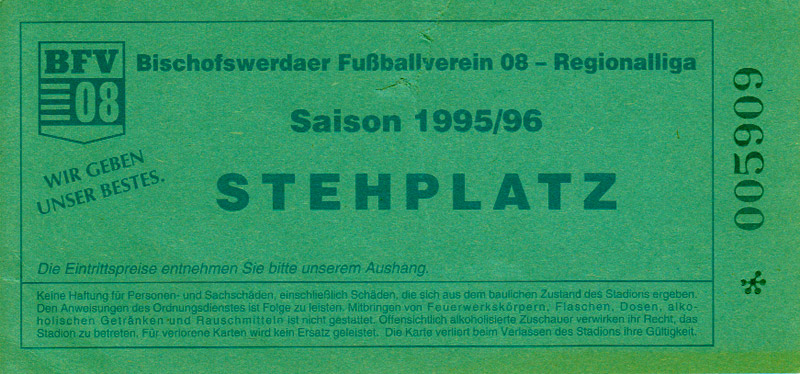 BFV
08
Bischofswerdaer Fußballverein 08 – Regionalliga
Saison 1995/96
WIR GEBEN
UNSER BESTES.
STEHPLATZ
Die Eintrittspreise entnehmen Sie bitte unserem Aushang.
Keine Haftung für Personen- und Sachschäden, einschließlich Schäden, die sich aus dem baulichen Zustand des Stadions ergeben.
Den Anweisungen des Ordnungsdienstes ist Folge zu leisten. Mitbringen von Feuerwerkskörpern, Flaschen, Dosen, alko-
holischen Getränken und Rauschmitteln ist nicht gestattet. Offensichtlich alkoholisierte Zuschauer verwirken ihr Recht, das
Stadion zu betreten. Für verlorene Karten wird kein Ersatz geleistet. Die Karte verliert beim Verlassen des Stadions ihre Gültigkeit.
* 005909